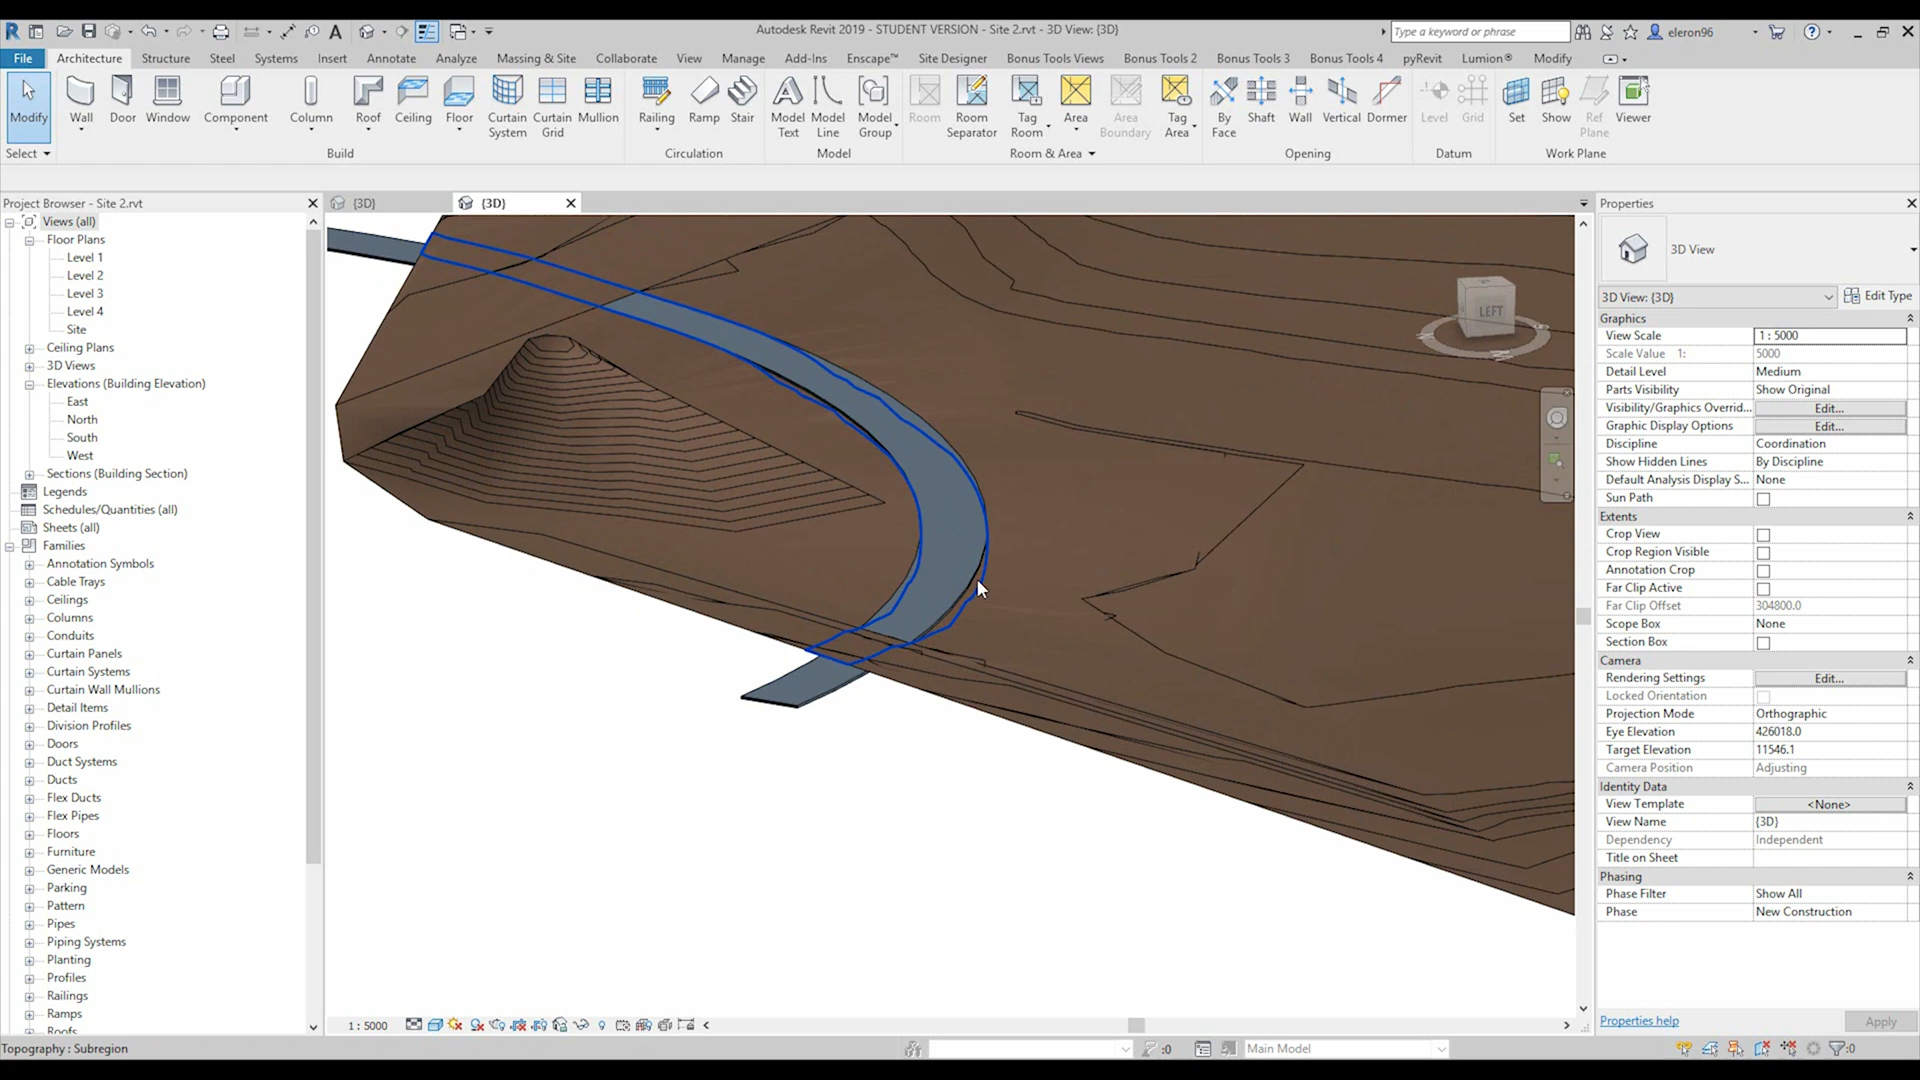 Autodesk Revit 2019 - STUDENT VERSION - Site 2.rvt - 3D View: {3D}
Type a keyword or phrase
eleron96
File
Architecture
Structure
Steel
Systems
Insert
Annotate
Analyze
Massing & Site
Collaborate
View
Manage
Add-Ins
Enscape™
Site Designer
Bonus Tools Views
Bonus Tools 2
Bonus Tools 3
Bonus Tools 4
pyRevit
Lumion®
Modify
Modify
Wall
Door
Window
Component
Column
Roof
Ceiling
Floor
Curtain System
Curtain Grid
Mullion
Railing
Ramp
Stair
Model Text
Model Line
Model Group
Room
Room Separator
Tag Room
Area
Area Boundary
Tag Area
By Face
Shaft
Wall
Vertical
Dormer
Level
Grid
Set
Show
Ref Plane
Viewer
Select
Build
Circulation
Model
Room & Area
Opening
Datum
Work Plane
Project Browser - Site 2.rvt
Views (all)
Floor Plans
Level 1
Level 2
Level 3
Level 4
Site
Ceiling Plans
3D Views
Elevations (Building Elevation)
East
North
South
West
Sections (Building Section)
Legends
Schedules/Quantities (all)
Sheets (all)
Families
Annotation Symbols
Cable Trays
Ceilings
Columns
Conduits
Curtain Panels
Curtain Systems
Curtain Wall Mullions
Detail Items
Division Profiles
Doors
Duct Systems
Ducts
Flex Ducts
Flex Pipes
Floors
Furniture
Generic Models
Parking
Pattern
Pipes
Piping Systems
Planting
Profiles
Railings
Ramps
Roofs
{3D}
{3D}
LEFT
Properties
3D View
3D View: {3D}
Edit Type
Graphics
View Scale 1 : 5000
Scale Value 1: 5000
Detail Level Medium
Parts Visibility Show Original
Visibility/Graphics Overrid... Edit...
Graphic Display Options Edit...
Discipline Coordination
Show Hidden Lines By Discipline
Default Analysis Display S... None
Sun Path
Extents
Crop View
Crop Region Visible
Annotation Crop
Far Clip Active
Far Clip Offset 304800.0
Scope Box None
Section Box
Camera
Rendering Settings Edit...
Locked Orientation
Projection Mode Orthographic
Eye Elevation 426018.0
Target Elevation 11546.1
Camera Position Adjusting
Identity Data
View Template <None>
View Name {3D}
Dependency Independent
Title on Sheet
Phasing
Phase Filter Show All
Phase New Construction
Properties help
Apply
1 : 5000
Topography : Subregion
:0
Main Model
:0